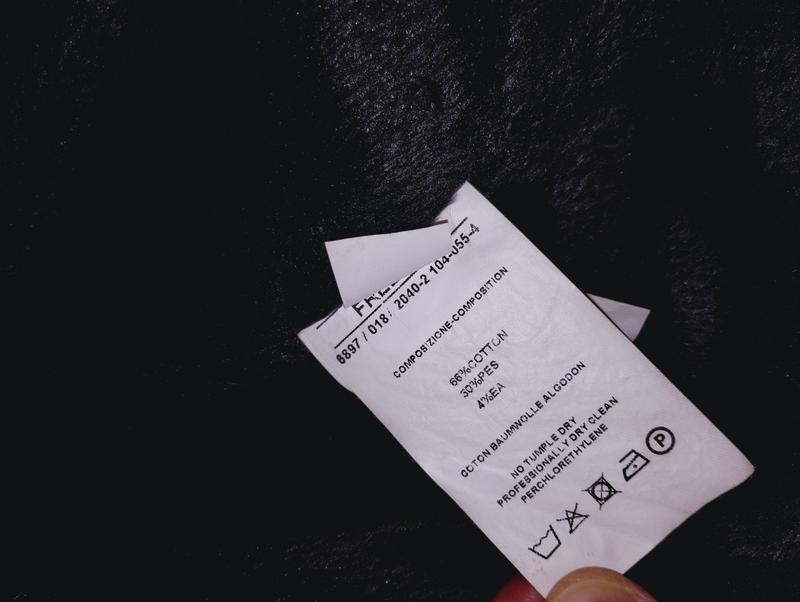 6897 / 018 2040-2 104-055-4
COMPOSIZIONE-COMPOSITION
66%COTTON
30%PES
4%EA
COTON BAUMWOLLE ALGODON
NO TUMPLE DRY
PROFESSIONALLY DRY CLEAN
PERCHLORETHYLENE
P